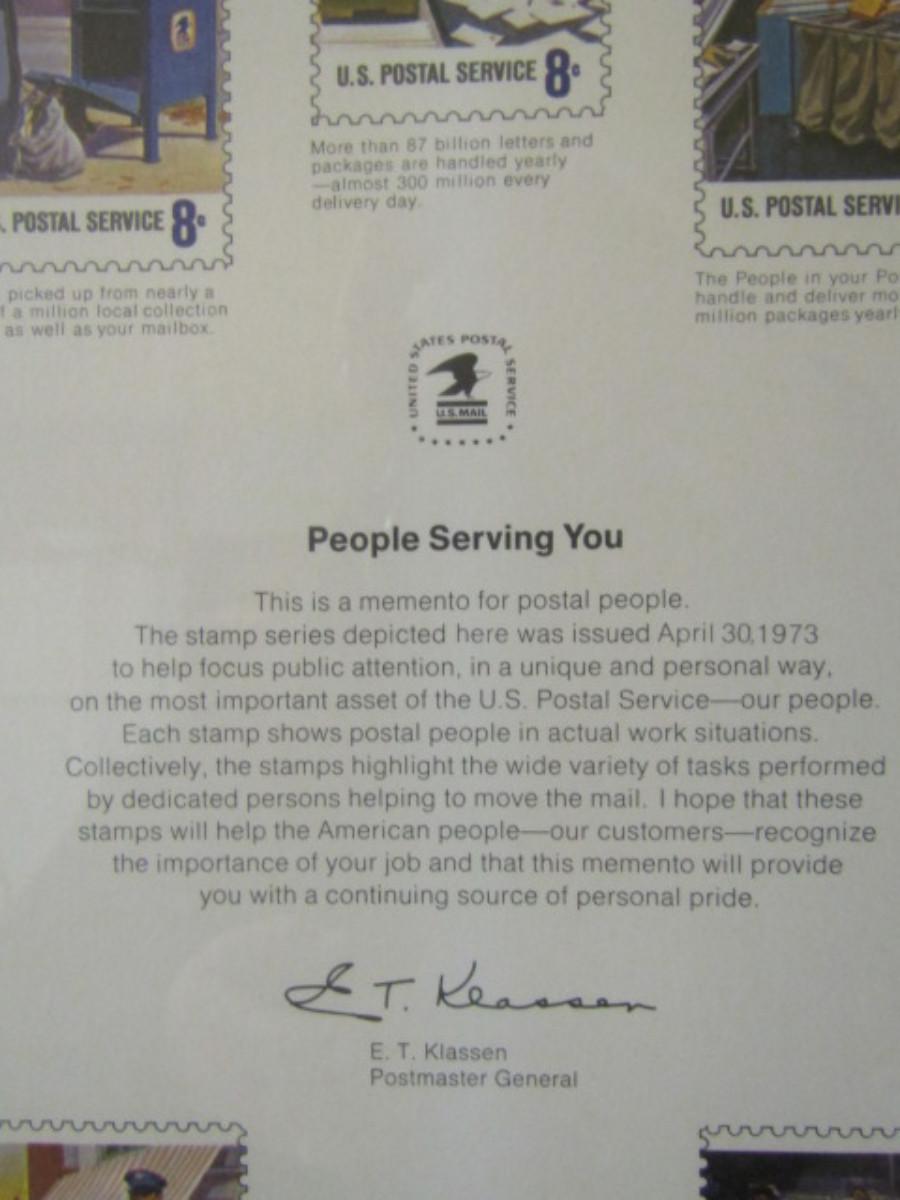 U.S. POSTAL SERVICE 8c
More than 87 billion letters and
packages are handled yearly
—almost 300 million every
delivery day.
. POSTAL SERVICE 8c
picked up from nearly a
a million local collection
as well as your mailbox.
U.S. POSTAL SERVI
The People in your Po
handle and deliver mo
million packages yearl
UNITED STATES POSTAL SERVICE
U.S.MAIL
People Serving You
This is a memento for postal people.
The stamp series depicted here was issued April 30,1973
to help focus public attention, in a unique and personal way,
on the most important asset of the U.S. Postal Service—our people.
Each stamp shows postal people in actual work situations.
Collectively, the stamps highlight the wide variety of tasks performed
by dedicated persons helping to move the mail. I hope that these
stamps will help the American people—our customers—recognize
the importance of your job and that this memento will provide
you with a continuing source of personal pride.
E T. Klassen
E. T. Klassen
Postmaster General